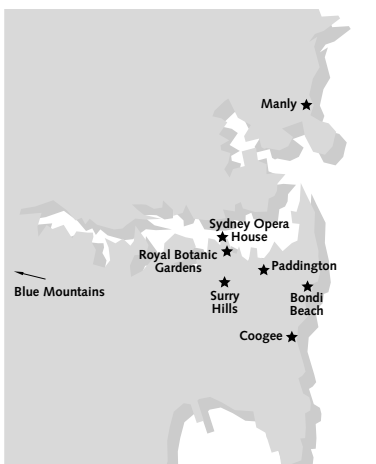 Manly
Sydney Opera
House
Royal Botanic
Gardens
Paddington
Blue Mountains
Surry
Hills
Bondi
Beach
Coogee